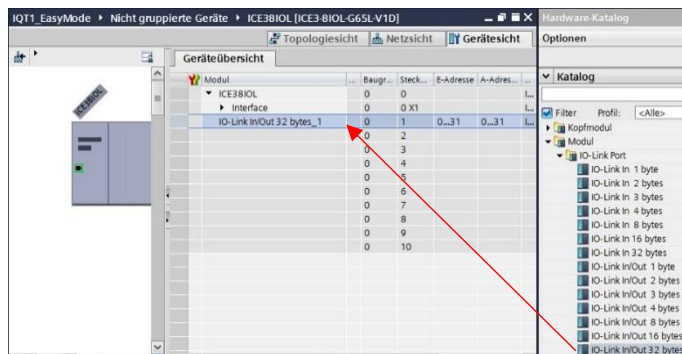 IQT1_EasyMode ▸ Nicht gruppierte Geräte ▸ ICE38IOL [ICE3-8IOL-G65L-V1D]
Hardware-Katalog
Topologiesicht Netzsicht Gerätesicht
Optionen
Geräteübersicht
Modul ... Baugr... Steck... E-Adresse A-Adres... ...
ICE38IOL 0 0 I...
Interface 0 0 X1 I...
IO-Link In/Out 32 bytes_1 0 1 0...31 0...31 I...
0 2
0 3
0 4
0 5
0 6
0 7
0 8
0 9
0 10
ICE38IOL
Katalog
Filter Profil: <Alle>
Kopfmodul
Modul
IO-Link Port
IO-Link In 1 byte
IO-Link In 2 bytes
IO-Link In 3 bytes
IO-Link In 4 bytes
IO-Link In 8 bytes
IO-Link In 16 bytes
IO-Link In 32 bytes
IO-Link In/Out 1 byte
IO-Link In/Out 2 bytes
IO-Link In/Out 3 bytes
IO-Link In/Out 4 bytes
IO-Link In/Out 8 bytes
IO-Link In/Out 16 bytes
IO-Link In/Out 32 bytes